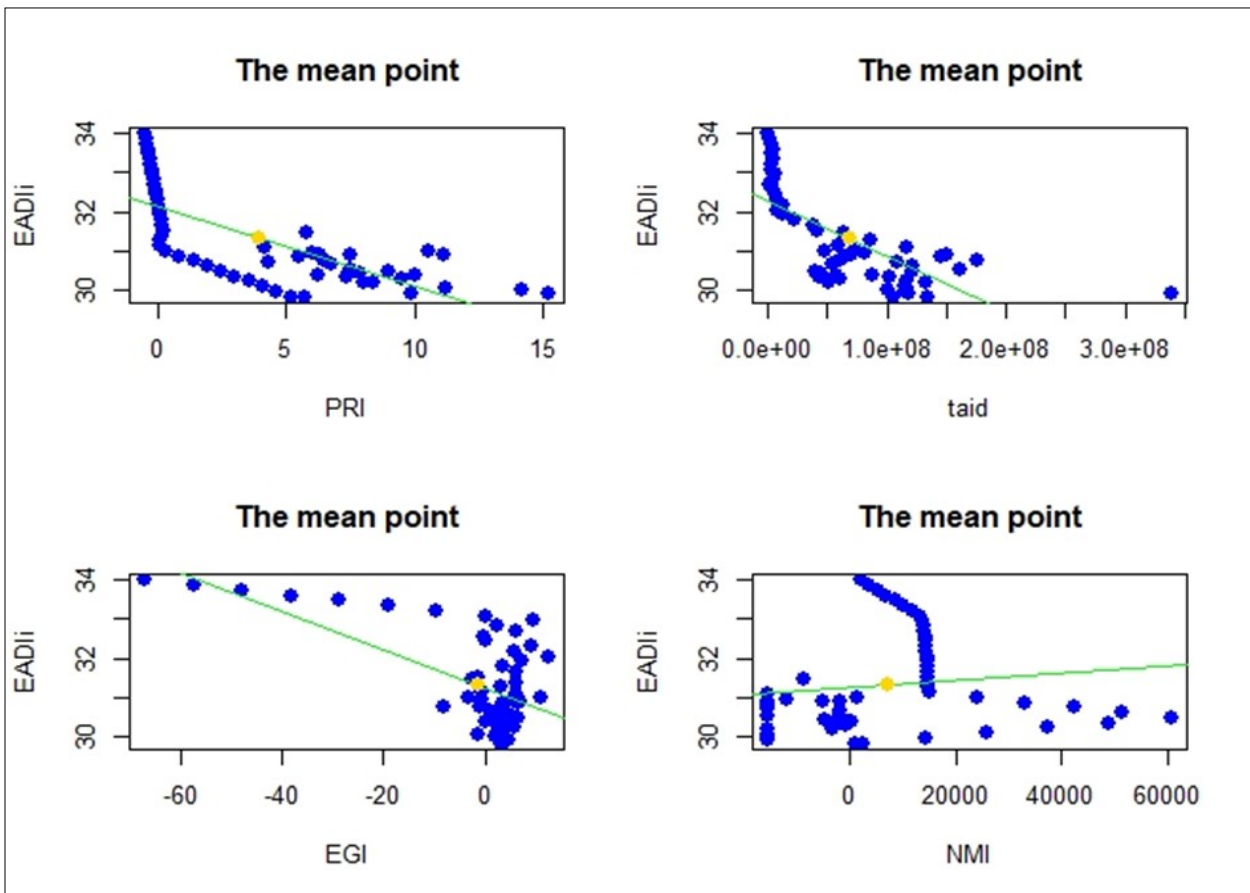 The mean point
The mean point
34
32
30
EADIi
0 5 10 15
PRI
34
32
30
EADIi
0.0e+00 1.0e+08 2.0e+08 3.0e+08
taid
The mean point
The mean point
34
32
30
EADIi
-60 -40 -20 0
EGI
34
32
30
EADIi
0 20000 40000 60000
NMI